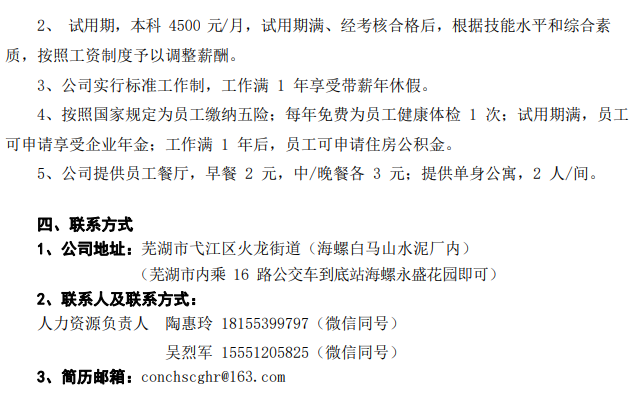 2、 试用期，本科 4500 元/月，试用期满、经考核合格后，根据技能水平和综合素
质，按照工资制度予以调整薪酬。
3、公司实行标准工作制，工作满 1 年享受带薪年休假。
4、按照国家规定为员工缴纳五险；每年免费为员工健康体检 1 次；试用期满，员工
可申请享受企业年金；工作满 1 年后，员工可申请住房公积金。
5、公司提供员工餐厅，早餐 2 元，中/晚餐各 3 元；提供单身公寓，2 人/间。
四、联系方式
1、公司地址：芜湖市弋江区火龙街道（海螺白马山水泥厂内）
（芜湖市内乘 16 路公交车到底站海螺永盛花园即可）
2、联系人及联系方式：
人力资源负责人 陶惠玲 18155399797（微信同号）
吴烈军 15551205825（微信同号）
3、简历邮箱：conchscghr@163.com